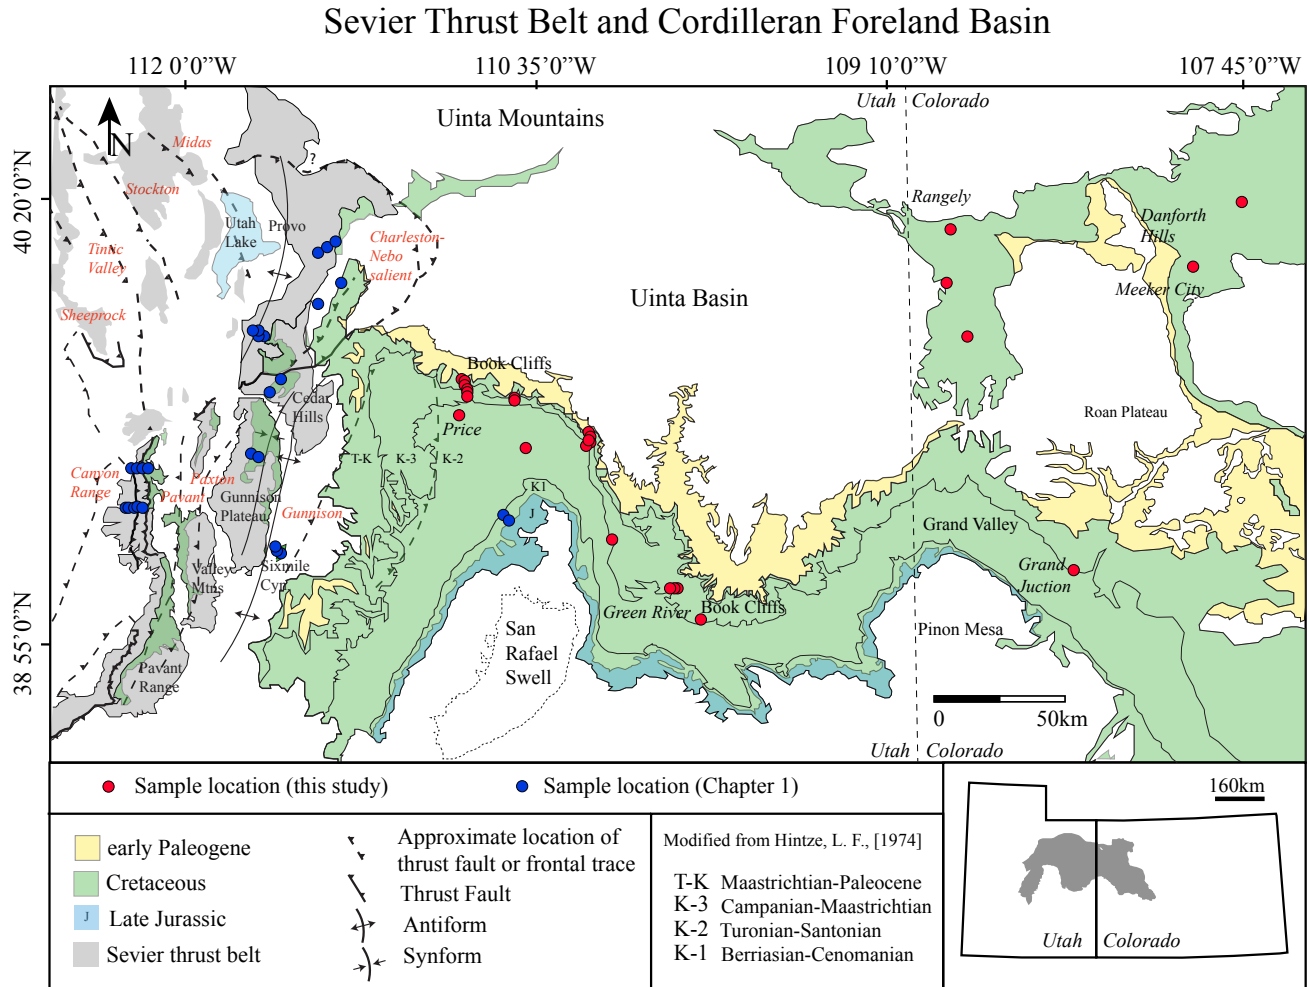 Sevier Thrust Belt and Cordilleran Foreland Basin
112 0'0"W
110 35'0"W
109 10'0"W
107 45'0"W
40 20'0"N
38 55'0"N
N
Uinta Mountains
Utah
Colorado
Midas
?
Stockton
Utah
Lake
Provo
Rangely
Danforth
Hills
Tintic
Valley
Charleston-
Nebo
salient
Meeker City
Uinta Basin
Sheeprock
Book Cliffs
Cedar
Hills
Roan Plateau
Price
T-K
K-3
K-2
Canyon
Range
Paxton
Pavant
Gunnison
Plateau
Gunnison
K1
J
Grand Valley
Valley
Mtns
Sixmile
Cyn
Grand
Juction
Green River
Book Cliffs
San
Rafael
Swell
Pinon Mesa
Pavant
Range
0
50km
Utah
Colorado
Sample location (this study)
Sample location (Chapter 1)
early Paleogene
Cretaceous
J
Late Jurassic
Sevier thrust belt
Approximate location of
thrust fault or frontal trace
Thrust Fault
Antiform
Synform
Modified from Hintze, L. F., [1974]
T-K Maastrichtian-Paleocene
K-3 Campanian-Maastrichtian
K-2 Turonian-Santonian
K-1 Berriasian-Cenomanian
160km
Utah
Colorado